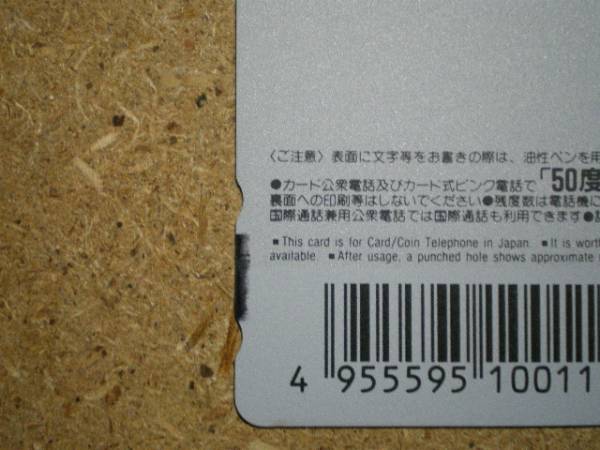 〈ご注意〉表面に文字等をお書きの際は、油性ペンを用
●カード公衆電話及びカード式ピンク電話で「50度
裏面への印刷等はしないでください●残度数は電話機に
国際通話兼用公衆電話では国際通話も利用できます●
■This card is for Card/Coin Telephone in Japan. ■It is worth
available. ■After usage, a punched hole shows approximate
4 955595 10011